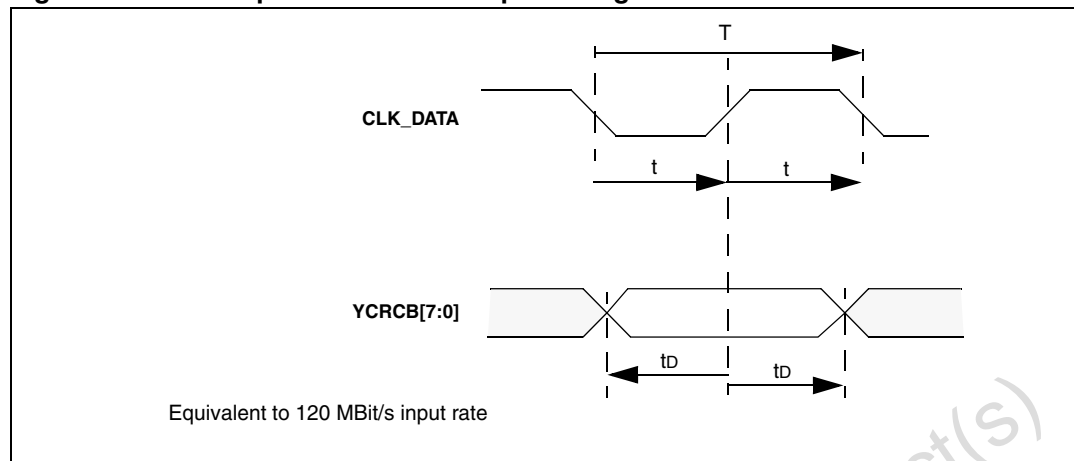 T
CLK_DATA
t t
YCRCB[7:0]
tD tD
Equivalent to 120 MBit/s input rate